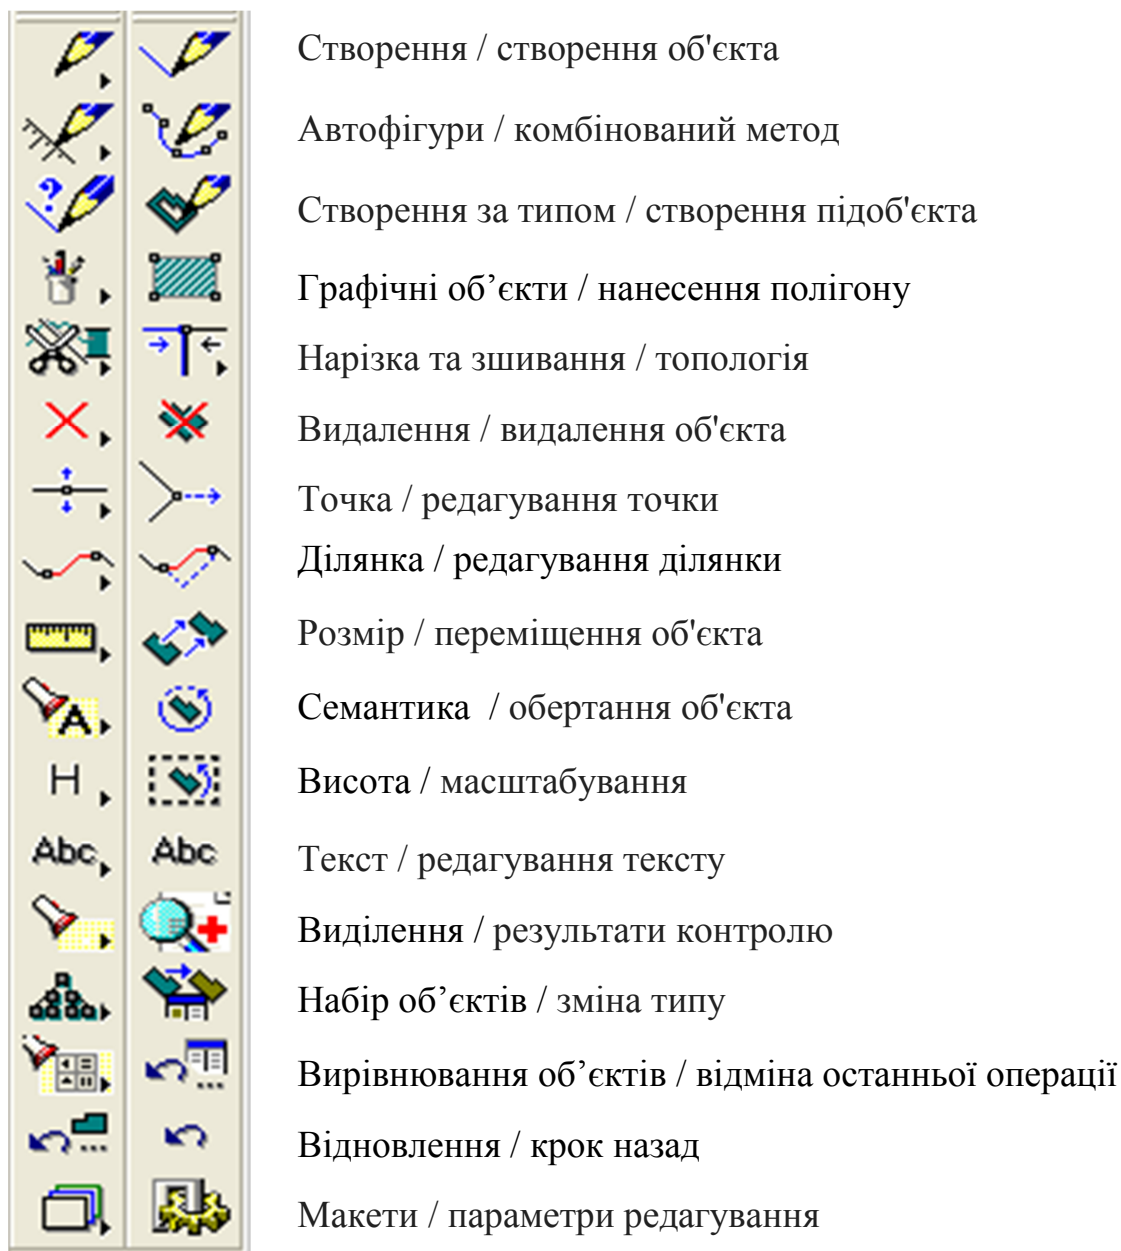 Створення / створення об'єкта
Автофігури / комбінований метод
?
Створення за типом / створення підоб'єкта
Графічні об’єкти / нанесення полігону
Нарізка та зшивання / топологія
Видалення / видалення об'єкта
Точка / редагування точки
Ділянка / редагування ділянки
Розмір / переміщення об'єкта
A
Семантика / обертання об'єкта
H
Висота / масштабування
Abc Abc
Текст / редагування тексту
Виділення / результати контролю
Набір об’єктів / зміна типу
Вирівнювання об’єктів / відміна останньої операції
Відновлення / крок назад
Макети / параметри редагування